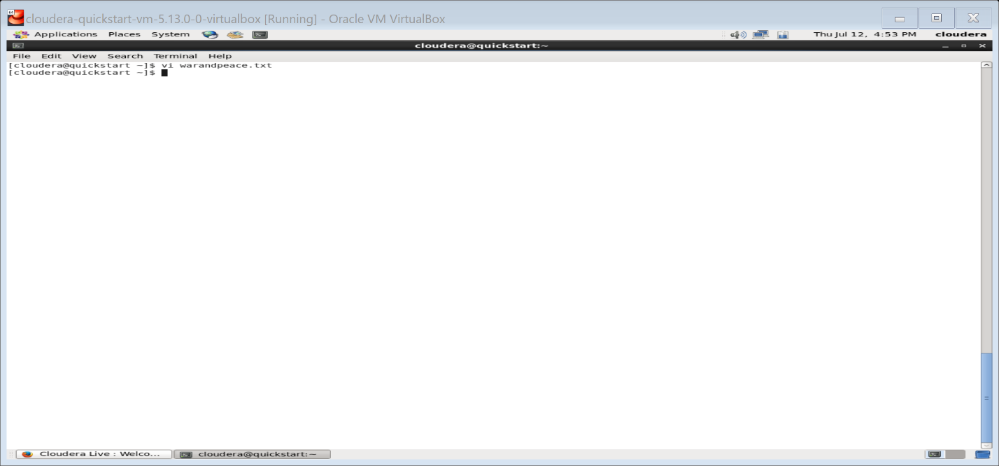 cloudera-quickstart-vm-5.13.0-0-virtualbox [Running] - Oracle VM VirtualBox
Applications Places System Thu Jul 12, 4:53 PM cloudera
cloudera@quickstart:~
File Edit View Search Terminal Help
[cloudera@quickstart ~]$ vi warandpeace.txt
[cloudera@quickstart ~]$
Cloudera Live : Welco... cloudera@quickstart:~